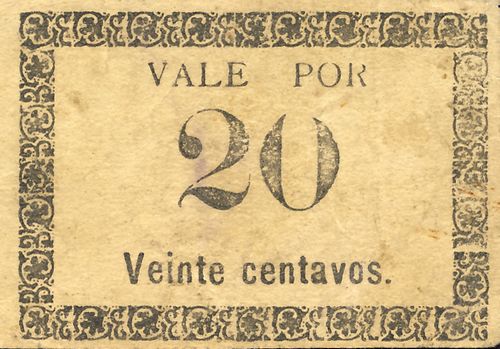 VALE POR
20
Veinte centavos.